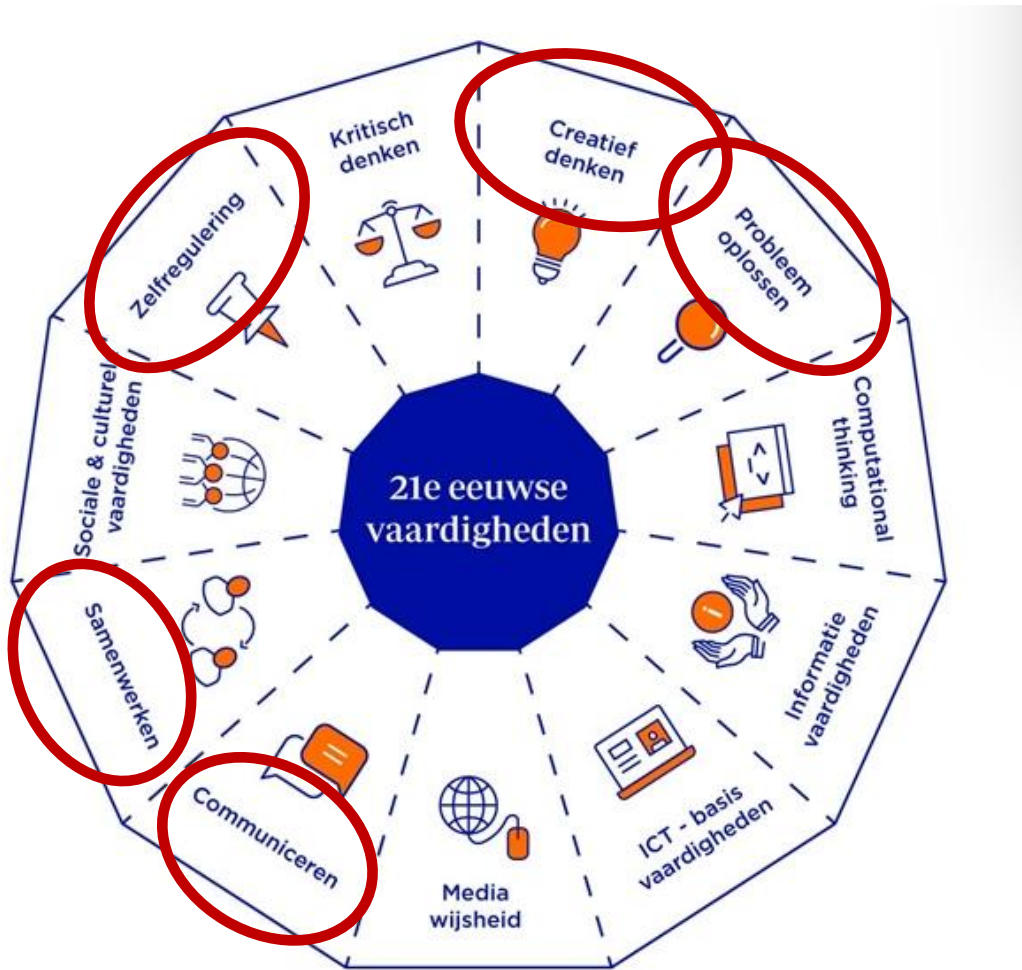 Kritisch
denken
Creatief
denken
Probleem
oplossen
Computational
thinking
Informatie
vaardigheden
ICT - basis
vaardigheden
Media
wijsheid
Communiceren
Samenwerken
Sociale & culturel
vaardigheden
Zelfregulering
21e eeuwse
vaardigheden